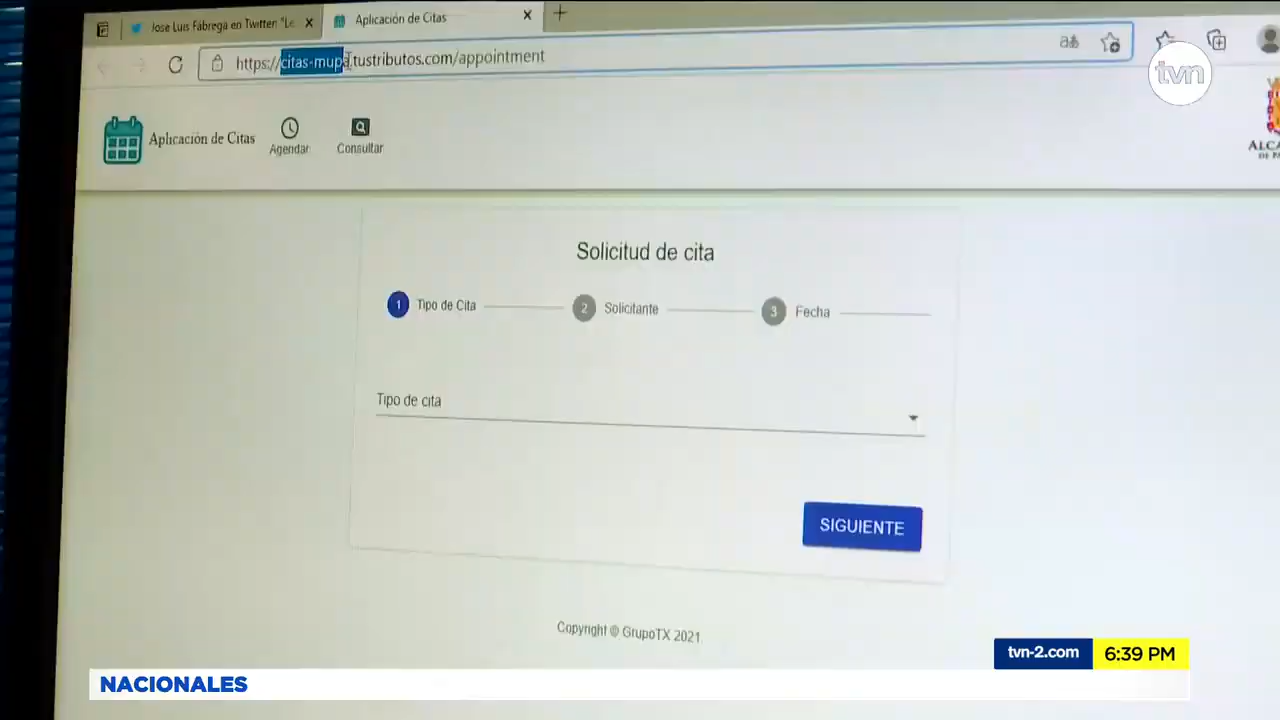 Jose Luis Fábrega en Twitter: "Le
Aplicación de Citas
https://citas-mupa.tustributos.com/appointment
tvn
Aplicación de Citas
Agendar
Consultar
Solicitud de cita
1 Tipo de Cita
2 Solicitante
3 Fecha
Tipo de cita
SIGUIENTE
Copyright © GrupoTX 2021
tvn-2.com
6:39 PM
NACIONALES